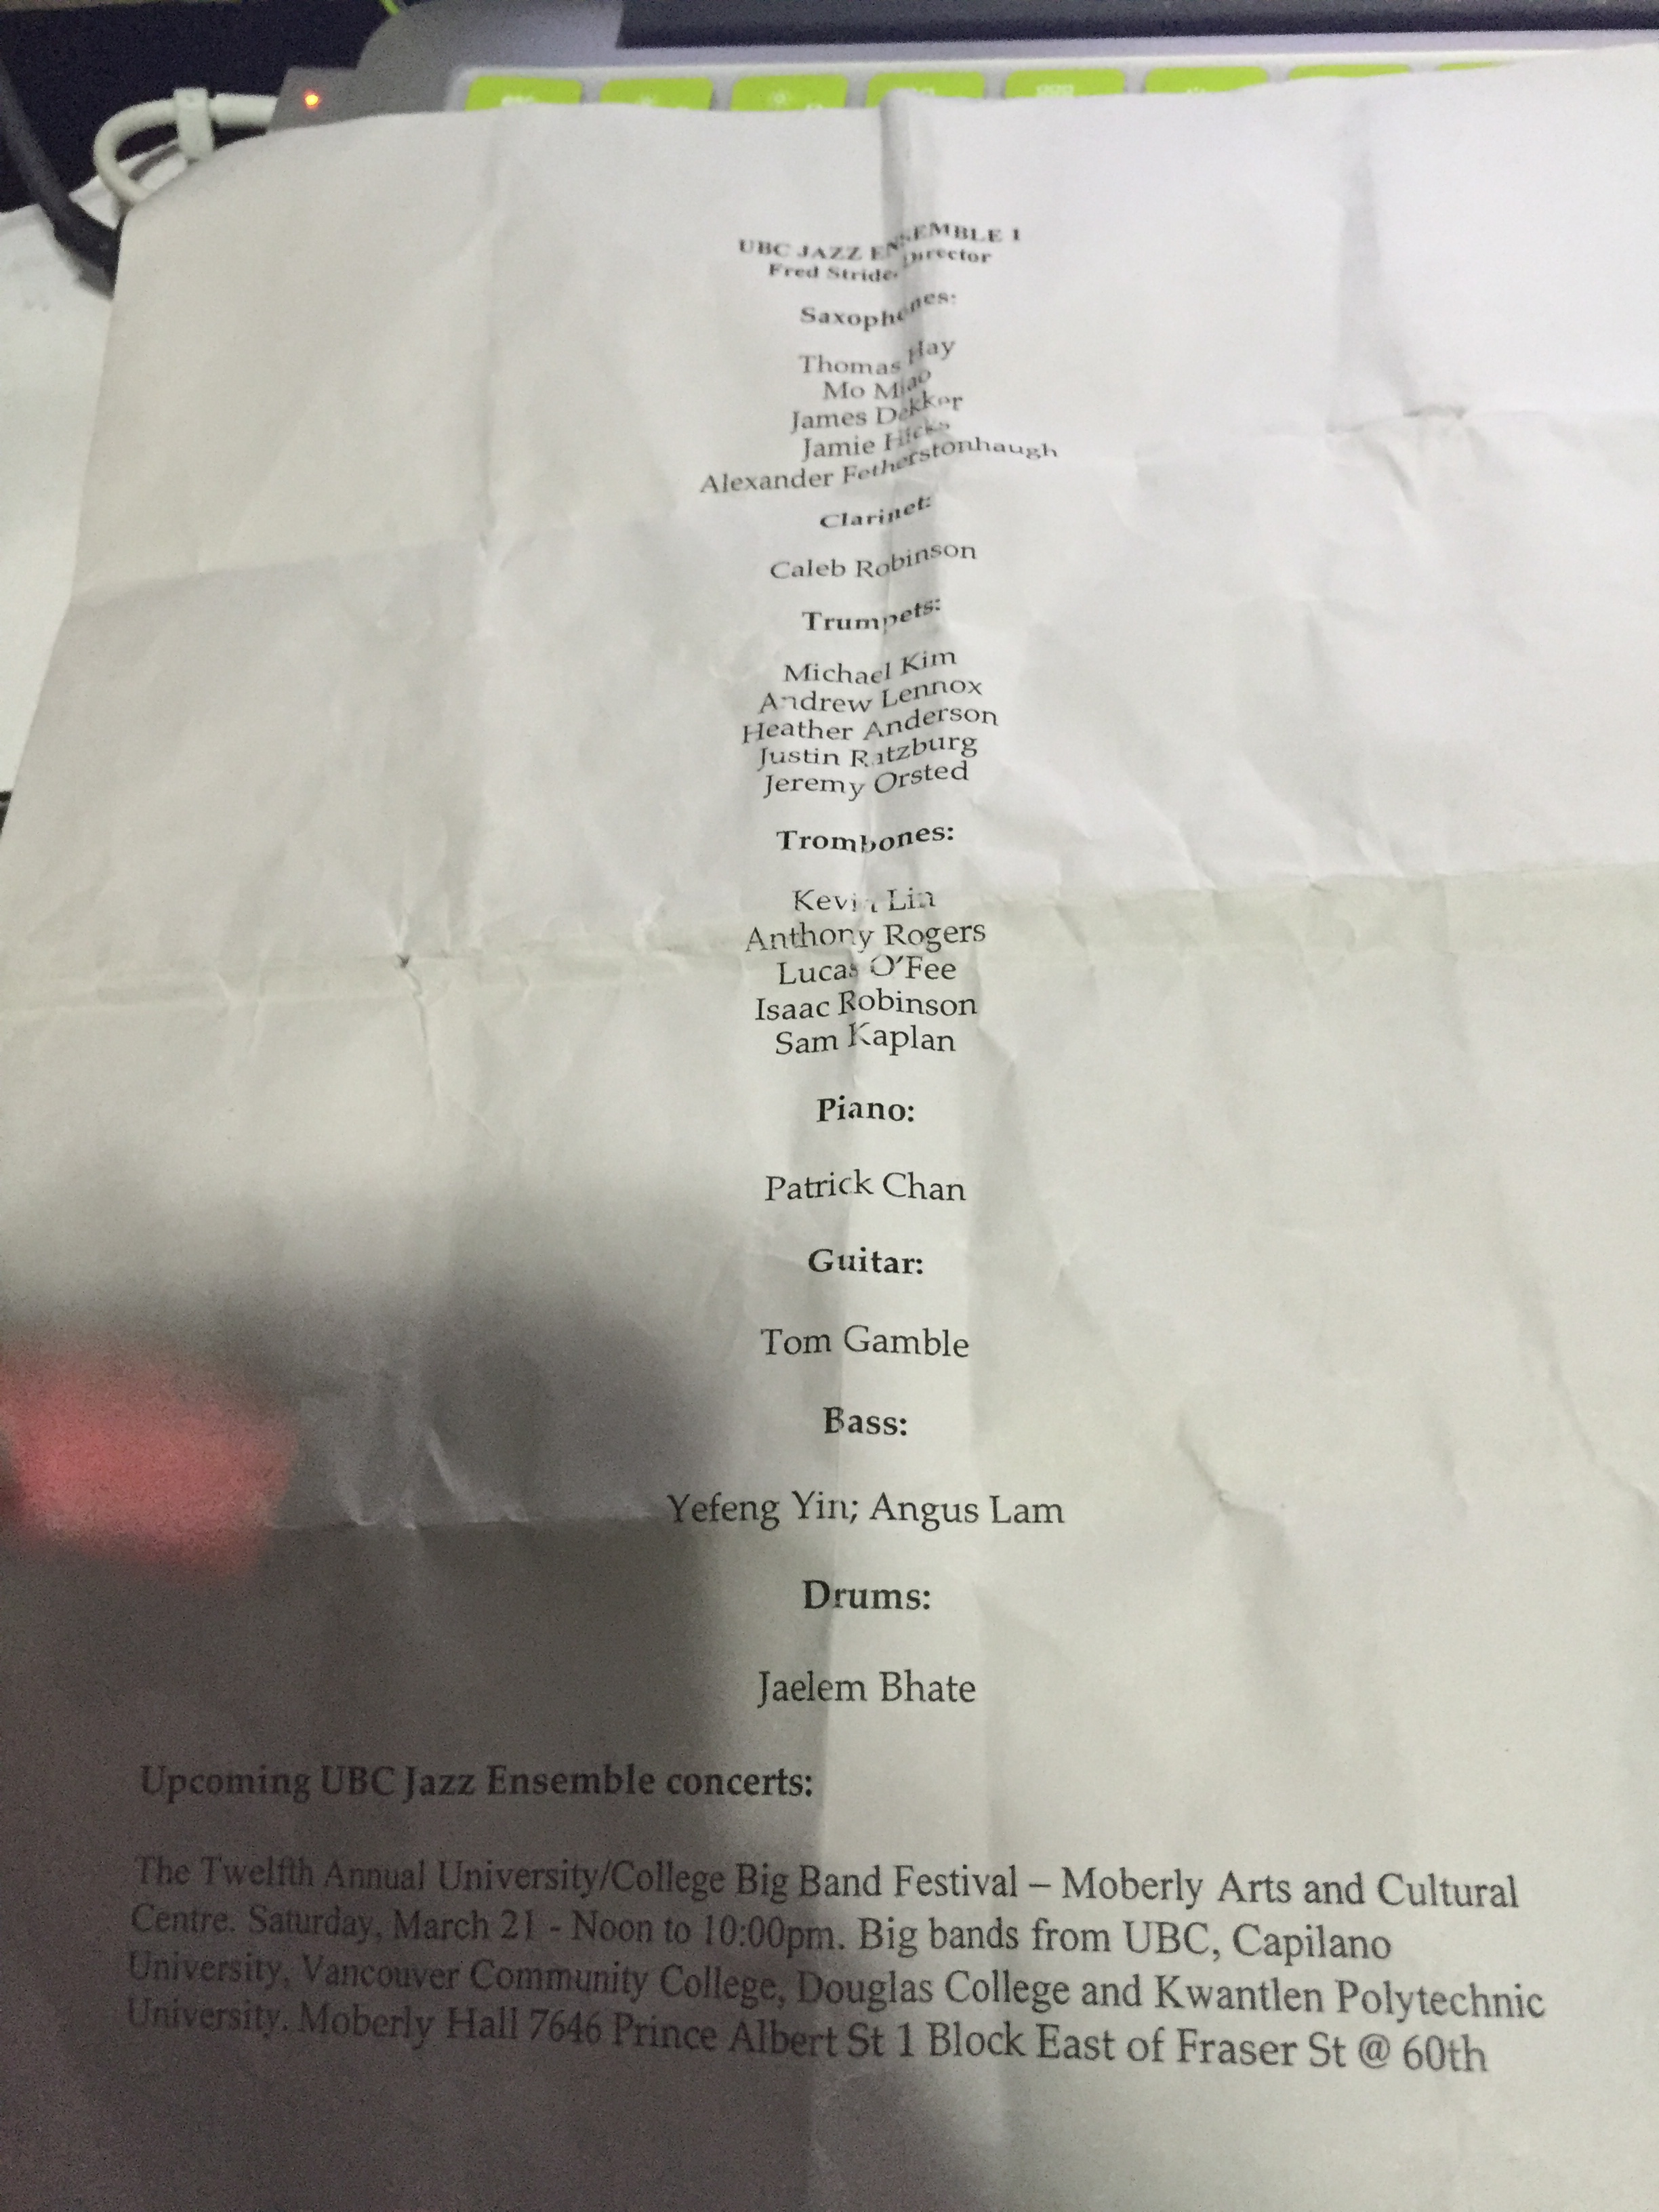 UBC JAZZ ENSEMBLE 1
Fred Stride, Director
Saxophones:
Thomas Hay
Mo Miao
James Dekker
Jamie Hicks
Alexander Fetherstonhaugh
Clarinet:
Caleb Robinson
Trumpets:
Michael Kim
Andrew Lennox
Heather Anderson
Justin Ratzburg
Jeremy Orsted
Trombones:
Kevin Lin
Anthony Rogers
Lucas O'Fee
Isaac Robinson
Sam Kaplan
Piano:
Patrick Chan
Guitar:
Tom Gamble
Bass:
Yefeng Yin; Angus Lam
Drums:
Jaelem Bhate
Upcoming UBC Jazz Ensemble concerts:
The Twelfth Annual University/College Big Band Festival – Moberly Arts and Cultural
Centre. Saturday, March 21 - Noon to 10:00pm. Big bands from UBC, Capilano
University, Vancouver Community College, Douglas College and Kwantlen Polytechnic
University. Moberly Hall 7646 Prince Albert St 1 Block East of Fraser St @ 60th